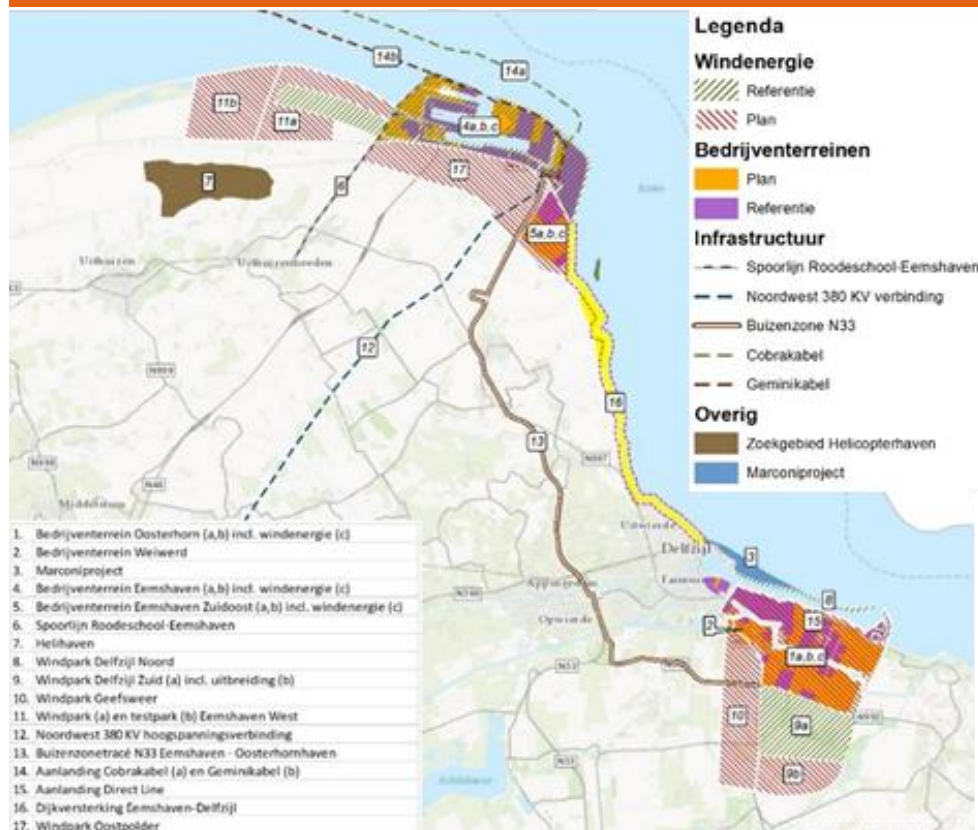 Legenda
Windenergie
Referentie
Plan
Bedrijventerreinen
Plan
Referentie
Infrastructuur
Spoorlijn Roodeschool-Eemshaven
Noordwest 380 KV verbinding
Buizenzone N33
Cobrakabel
Geminikabel
Overig
Zoekgebied Helicopterhaven
Marconiproject
14b
14a
11b
11a
4a,b,c
17
7
6
5a,b,c
12
16
13
Uithuizen
Delfzijl
3
8
15
2
1a,b,c
10
9a
9b
1. Bedrijventerrein Oosterhorn (a,b) incl. windenergie (c)
2. Bedrijventerrein Weiwerd
3. Marconiproject
4. Bedrijventerrein Eemshaven (a,b) incl. windenergie (c)
5. Bedrijventerrein Eemshaven Zuidoost (a,b) incl. windenergie (c)
6. Spoorlijn Roodeschool-Eemshaven
7. Helihaven
8. Windpark Delfzijl Noord
9. Windpark Delfzijl Zuid (a) incl. uitbreiding (b)
10. Windpark Geefsweer
11. Windpark (a) en testpark (b) Eemshaven West
12. Noordwest 380 KV hoogspanningsverbinding
13. Buizenzonetracé N33 Eemshaven - Oosterhornhaven
14. Aanlanding Cobrakabel (a) en Geminikabel (b)
15. Aanlanding Direct Line
16. Dijkversterking Eemshaven-Delfzijl
17. Windpark Oostpolder